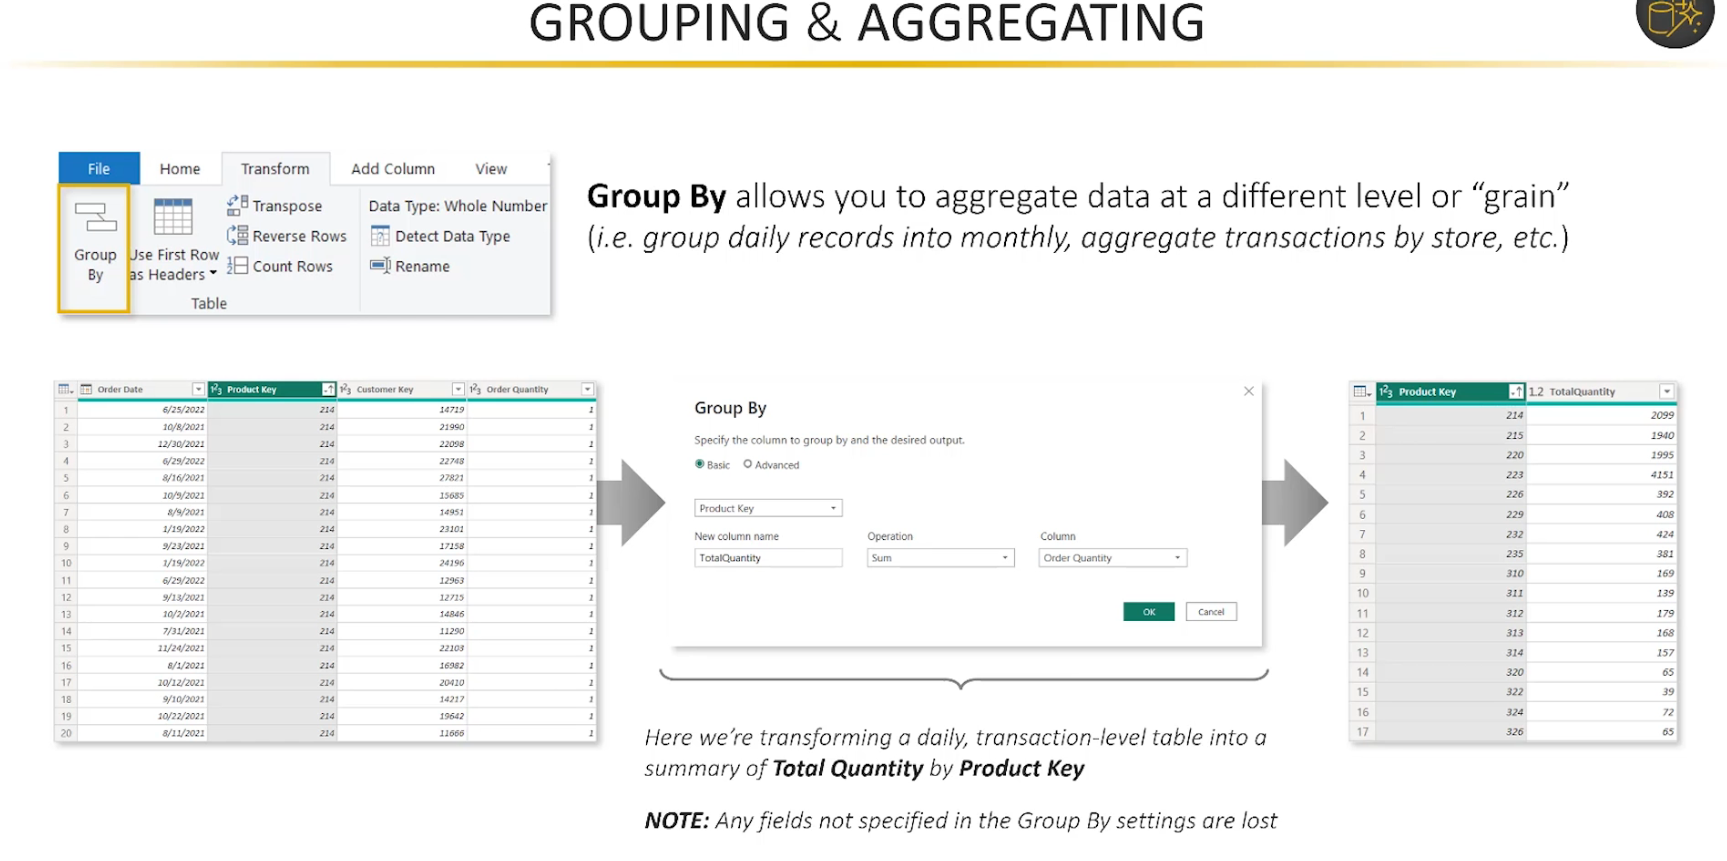 GROUPING & AGGREGATING
File Home Transform Add Column View
Group By
Use First Row as Headers
Transpose
Reverse Rows
Count Rows
Table
Data Type: Whole Number
Detect Data Type
Rename
Group By allows you to aggregate data at a different level or “grain”
(i.e. group daily records into monthly, aggregate transactions by store, etc.)
Order Date 1²3 Product Key 1²3 Customer Key 1²3 Order Quantity
1 6/25/2022 214 14719 1
2 10/8/2021 214 21990 1
3 12/30/2021 214 22098 1
4 6/29/2022 214 22748 1
5 8/16/2021 214 27821 1
6 10/9/2021 214 15685 1
7 8/9/2021 214 14951 1
8 1/19/2022 214 23101 1
9 9/23/2021 214 17158 1
10 1/19/2022 214 24196 1
11 6/29/2022 214 12963 1
12 9/13/2021 214 12715 1
13 10/2/2021 214 14846 1
14 7/31/2021 214 11290 1
15 11/24/2021 214 22103 1
16 8/1/2021 214 16982 1
17 10/12/2021 214 20410 1
18 9/10/2021 214 14217 1
19 10/22/2021 214 19642 1
20 8/11/2021 214 11666 1
Group By
Specify the column to group by and the desired output.
Basic Advanced
Product Key
New column name Operation Column
TotalQuantity Sum Order Quantity
OK Cancel
1²3 Product Key 1.2 TotalQuantity
1 214 2099
2 215 1940
3 220 1995
4 223 4151
5 226 392
6 229 408
7 232 424
8 235 381
9 310 169
10 311 139
11 312 179
12 313 168
13 314 157
14 320 65
15 322 39
16 324 72
17 326 65
Here we’re transforming a daily, transaction-level table into a
summary of Total Quantity by Product Key
NOTE: Any fields not specified in the Group By settings are lost